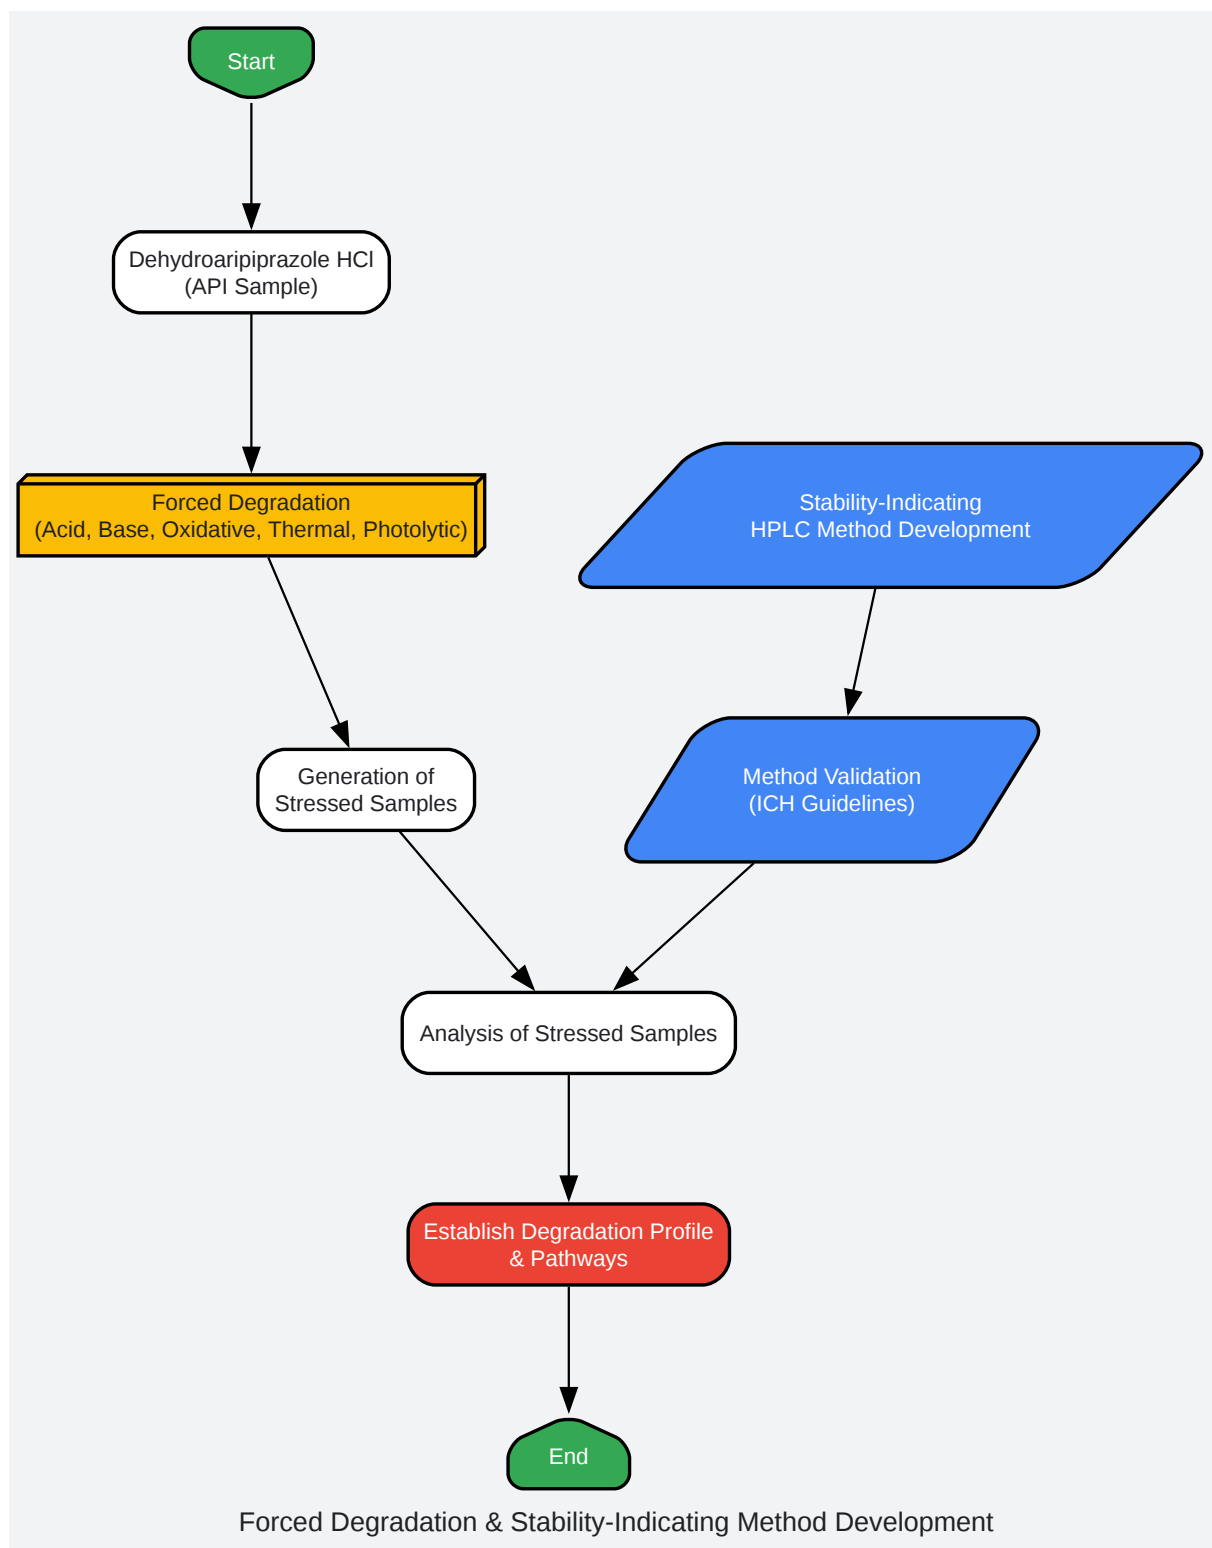 Start
Dehydroaripiprazole HCl
(API Sample)
Forced Degradation
(Acid, Base, Oxidative, Thermal, Photolytic)
Stability-Indicating
HPLC Method Development
Generation of
Stressed Samples
Method Validation
(ICH Guidelines)
Analysis of Stressed Samples
Establish Degradation Profile
& Pathways
End
Forced Degradation & Stability-Indicating Method Development